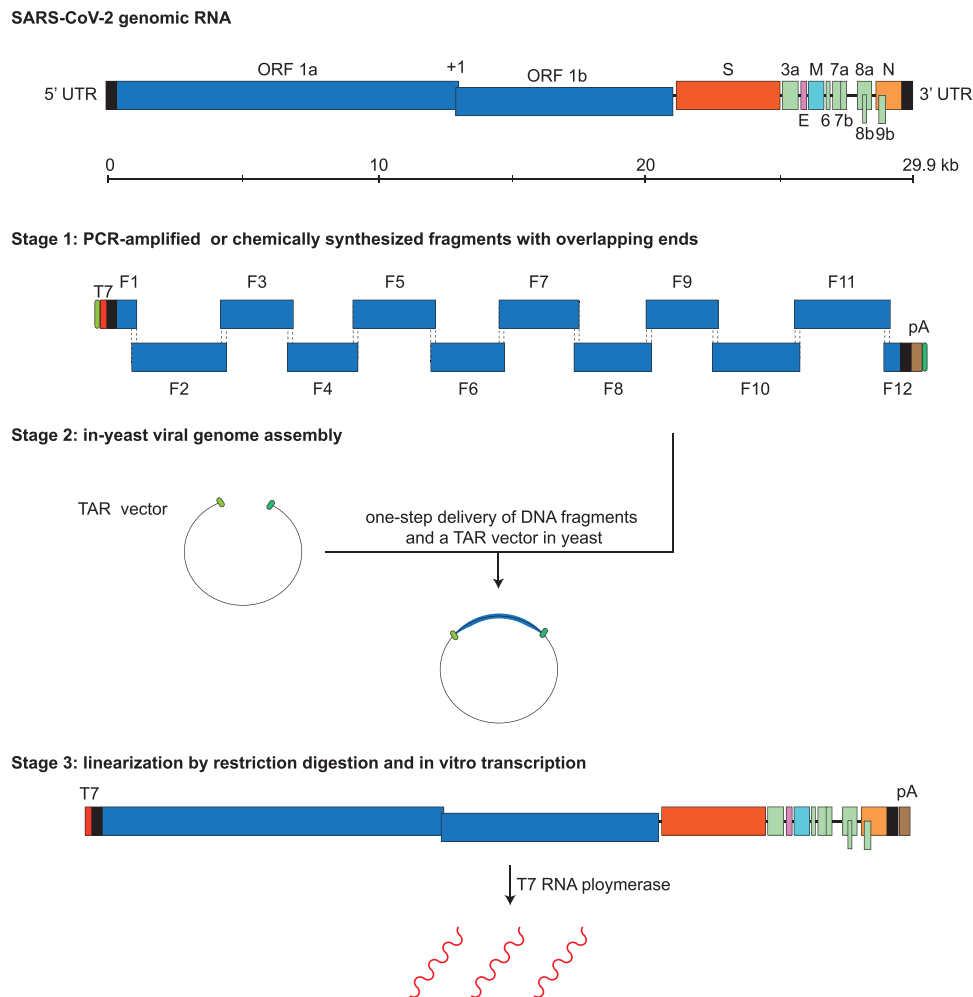 SARS-CoV-2 genomic RNA
5' UTR
ORF 1a
+1
ORF 1b
S
3a
M
7a
8a
N
3' UTR
E
6
7b
8b
9b
0
10
20
29.9 kb
Stage 1: PCR-amplified or chemically synthesized fragments with overlapping ends
T7
F1
F3
F5
F7
F9
F11
pA
F2
F4
F6
F8
F10
F12
Stage 2: in-yeast viral genome assembly
TAR vector
one-step delivery of DNA fragments
and a TAR vector in yeast
Stage 3: linearization by restriction digestion and in vitro transcription
T7
pA
T7 RNA ploymerase